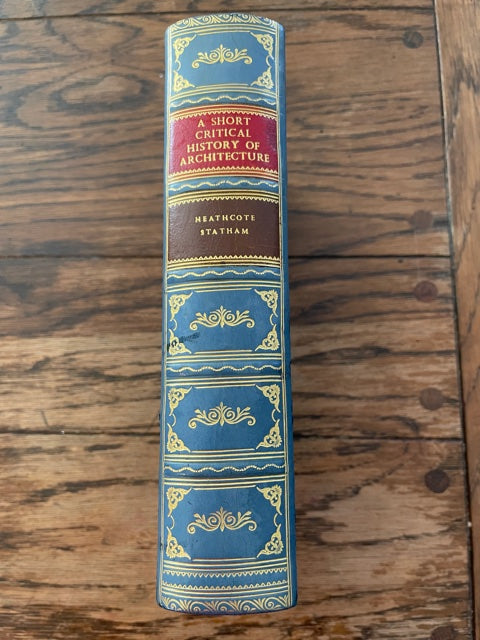 A SHORT
CRITICAL
HISTORY OF
ARCHITECTURE
HEATHCOTE
STATHAM